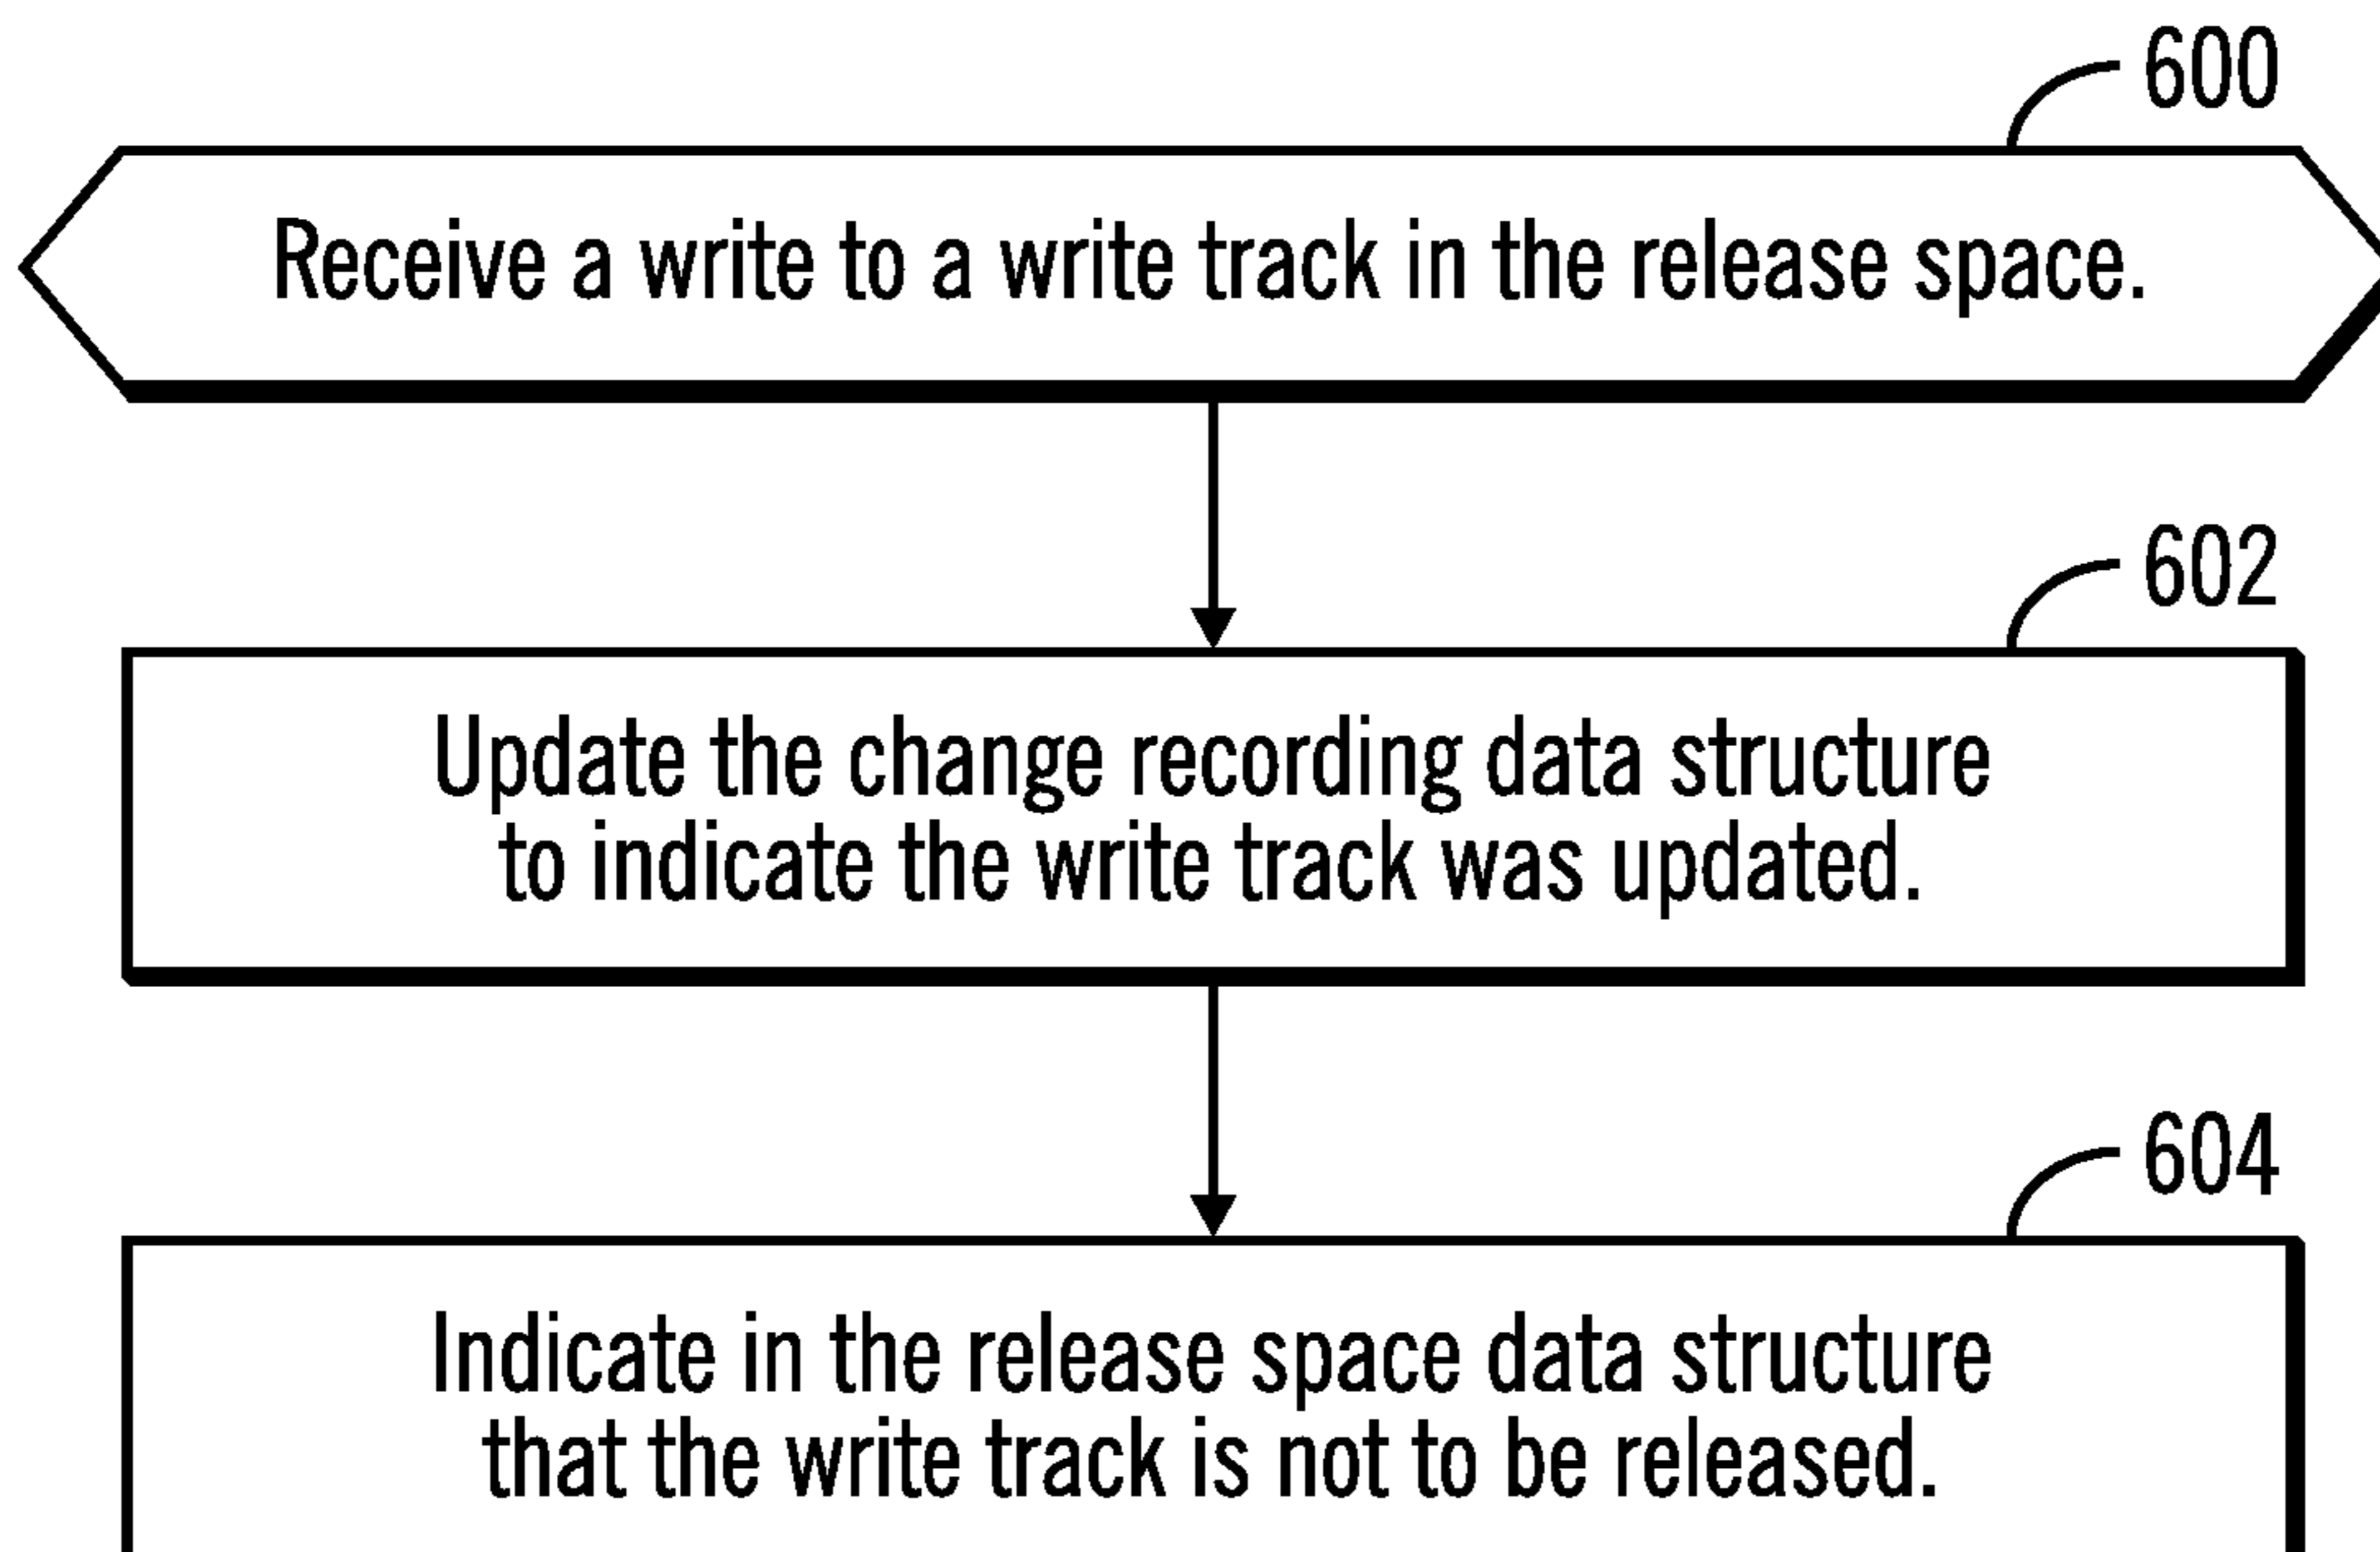 600
Receive a write to a write track in the release space.
602
Update the change recording data structure
to indicate the write track was updated.
604
Indicate in the release space data structure
that the write track is not to be released.